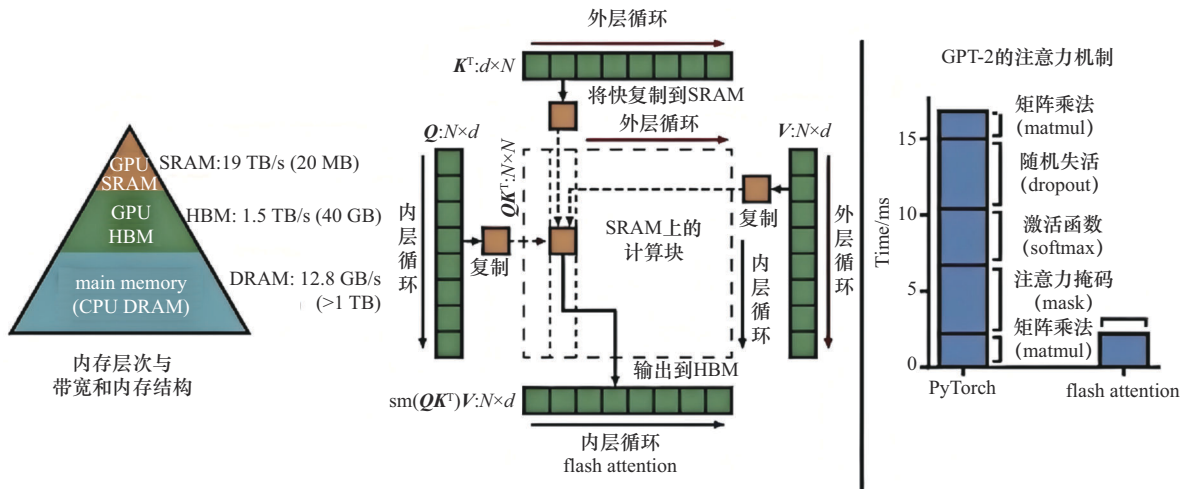 GPU
SRAM
SRAM:19 TB/s (20 MB)
GPU
HBM
HBM: 1.5 TB/s (40 GB)
main memory
(CPU DRAM)
DRAM: 12.8 GB/s
(>1 TB)
内存层次与
带宽和内存结构
外层循环
Kᵀ:d×N
将快复制到SRAM
外层循环
Q:N×d
QKᵀ:N×N
V:N×d
内层循环
复制
SRAM上的
计算块
复制
内层循环
外层循环
输出到HBM
sm(QKᵀ)V:N×d
内层循环
flash attention
GPT-2的注意力机制
Time/ms
15
10
5
0
矩阵乘法
(matmul)
随机失活
(dropout)
激活函数
(softmax)
注意力掩码
(mask)
矩阵乘法
(matmul)
PyTorch
flash attention